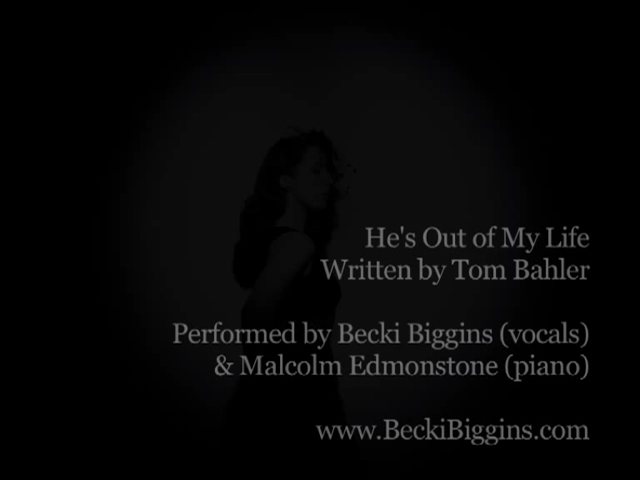 He's Out of My Life
Written by Tom Bahler
Performed by Becki Biggins (vocals)
& Malcolm Edmonstone (piano)
www.BeckiBiggins.com